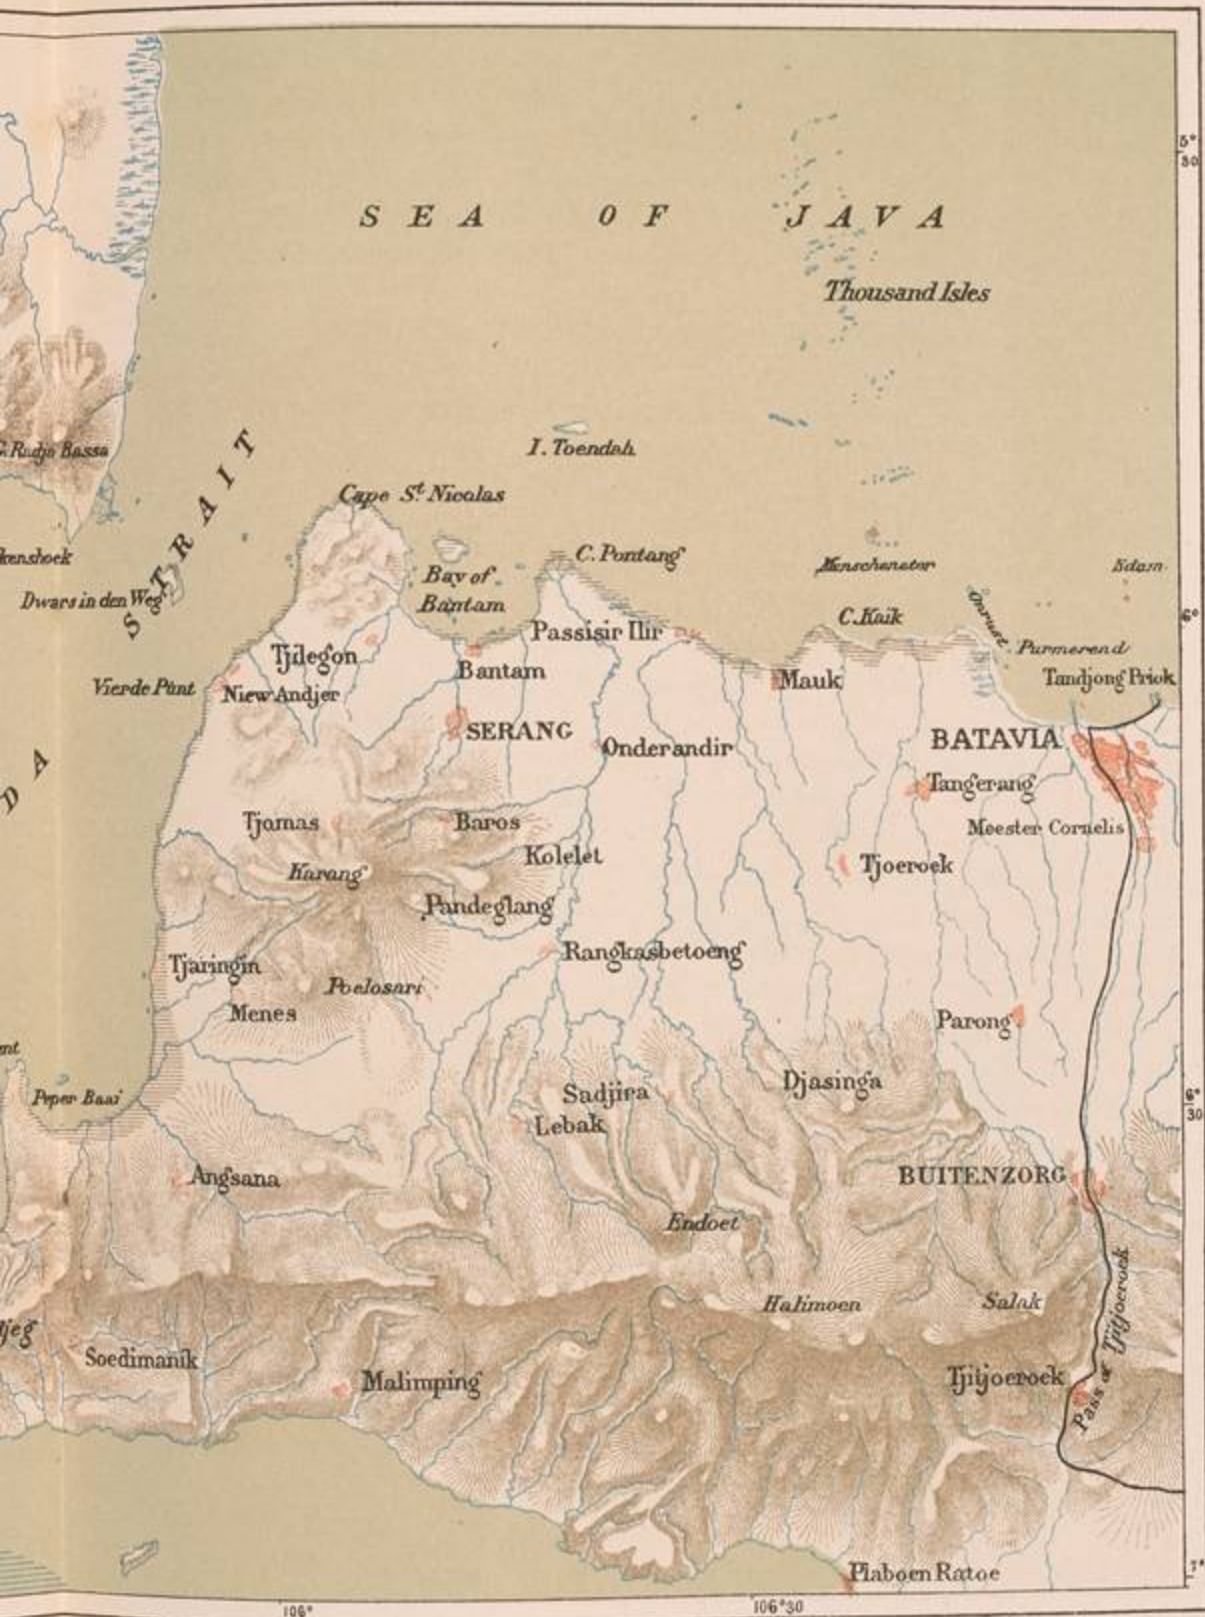 5°
30
SEA OF JAVA
Thousand Isles
STRAIT
G. Radja Bassa
I. Toendah
Cape St. Nicolas
kenshoek
C. Pontang
Menscheneter
Edam
Bay of
Bantam
Dwars in den Weg
Onrust
C. Kaik
6°
Passisir Ilir
Purmerend
Tjilegon
Bantam
Mauk
Tandjong Priok
Vierde Punt
Niew Andjer
SERANG
Onderandir
BATAVIA
DA
Tangerang
Tjomas
Baros
Meester Cornelis
Kolelet
Tjoeroek
Karang
Pandeglang
Rangkasbetoeng
Tjaringin
Poelosari
Menes
Parong
nt
Peper Baai
Sadjira
Djasinga
6°
30
Lebak
Angsana
BUITENZORG
Endoet
Halimoen
Salak
Pass of Tjitjoeroek
djeg
Soedimanik
Malimping
Tjitjoeroek
Plaboen Ratoe
7°
106°
106°30